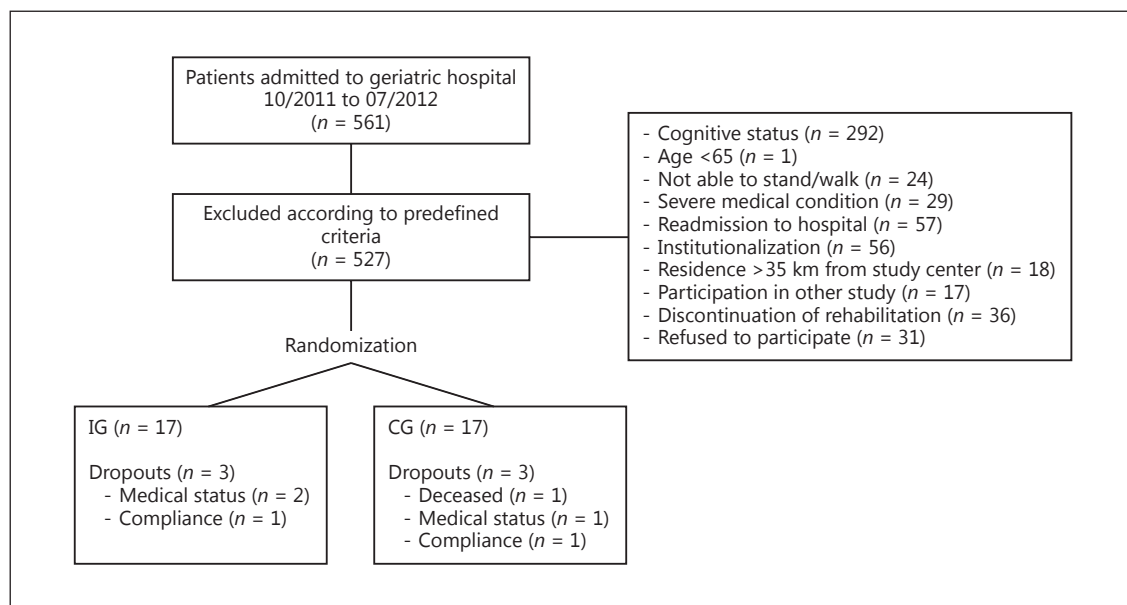 Patients admitted to geriatric hospital
10/2011 to 07/2012
(n = 561)
Excluded according to predefined
criteria
(n = 527)
- Cognitive status (n = 292)
- Age <65 (n = 1)
- Not able to stand/walk (n = 24)
- Severe medical condition (n = 29)
- Readmission to hospital (n = 57)
- Institutionalization (n = 56)
- Residence >35 km from study center (n = 18)
- Participation in other study (n = 17)
- Discontinuation of rehabilitation (n = 36)
- Refused to participate (n = 31)
Randomization
IG (n = 17)
Dropouts (n = 3)
- Medical status (n = 2)
- Compliance (n = 1)
CG (n = 17)
Dropouts (n = 3)
- Deceased (n = 1)
- Medical status (n = 1)
- Compliance (n = 1)